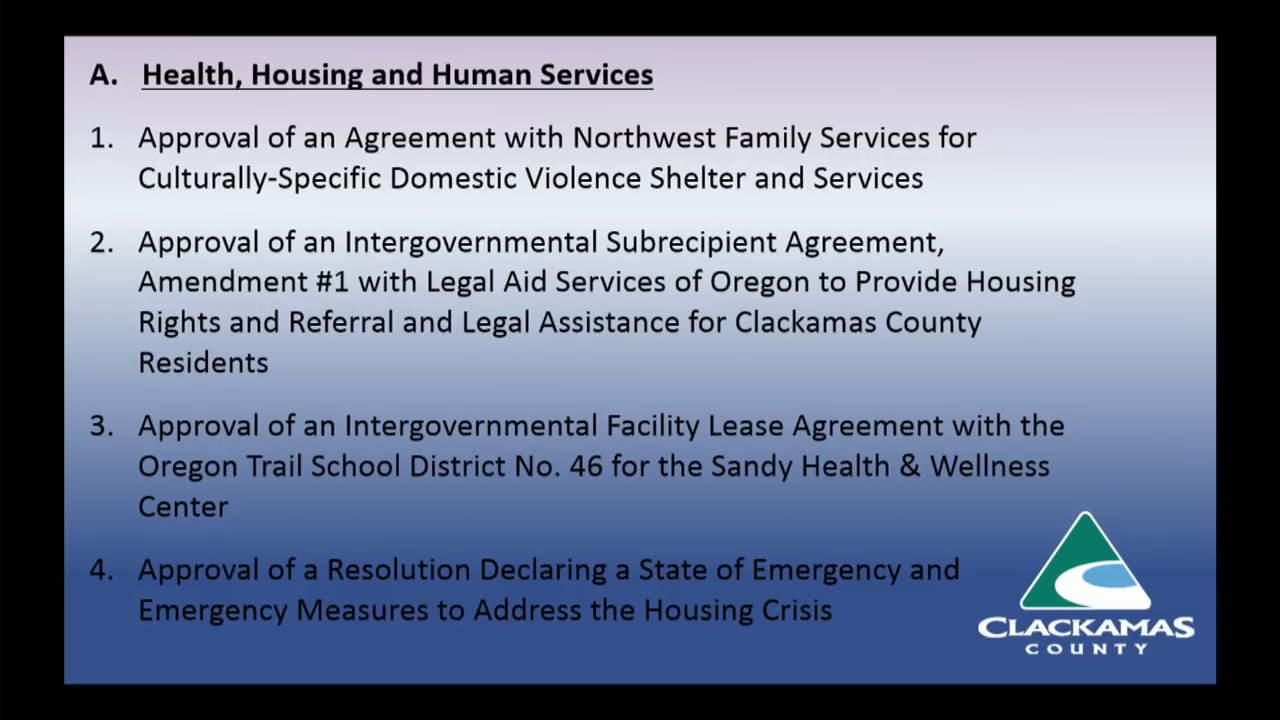 A. Health, Housing and Human Services
1. Approval of an Agreement with Northwest Family Services for
Culturally-Specific Domestic Violence Shelter and Services
2. Approval of an Intergovernmental Subrecipient Agreement,
Amendment #1 with Legal Aid Services of Oregon to Provide Housing
Rights and Referral and Legal Assistance for Clackamas County
Residents
3. Approval of an Intergovernmental Facility Lease Agreement with the
Oregon Trail School District No. 46 for the Sandy Health & Wellness
Center
4. Approval of a Resolution Declaring a State of Emergency and
Emergency Measures to Address the Housing Crisis
CLACKAMAS
COUNTY